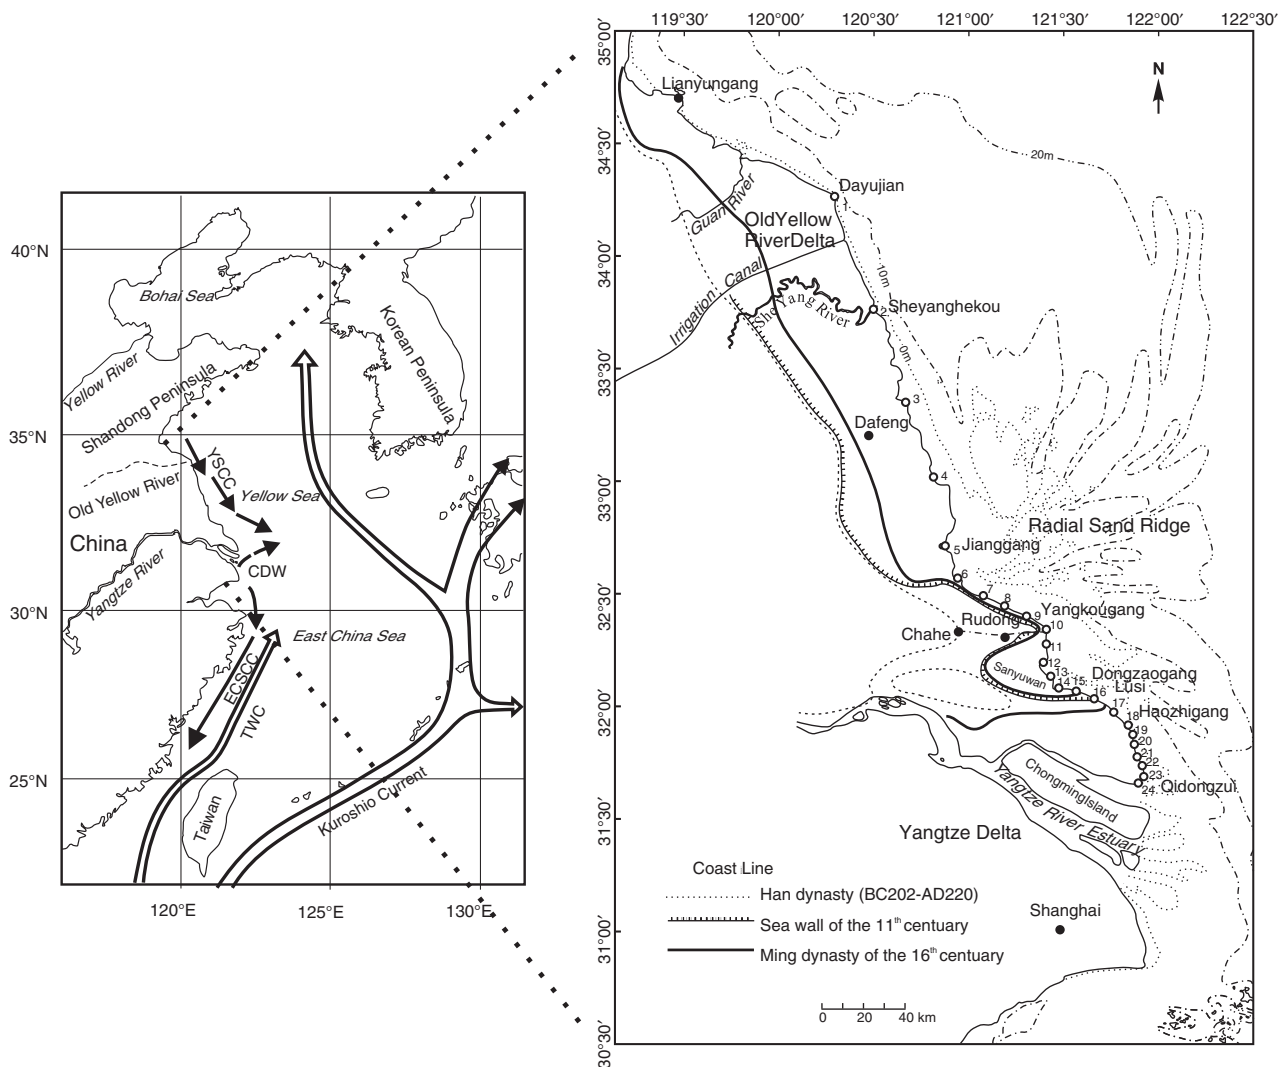 40°N
35°N
30°N
25°N
120°E
125°E
130°E
Bohai Sea
Yellow River
Shandong Peninsula
Korean Peninsula
YSCC
Old Yellow River
Yellow Sea
China
Yangtze River
CDW
East China Sea
ECSCC
TWC
Taiwan
Kuroshio Current
119°30′
120°00′
120°30′
121°00′
121°30′
122°00′
122°30′
35°00′
34°30′
34°00′
33°30′
33°00′
32°30′
32°00′
31°30′
31°00′
30°30′
N
Lianyungang
20m
Dayujian
1
Guan River
OldYellow
RiverDelta
Irrigation Canal
10m
She Yang River
2
Sheyanghekou
0m
3
Dafeng
4
Radial Sand Ridge
5
Jianggang
6
7
8
9
Yangkougang
10
Rudong
Chahe
11
12
Sanyuwan
13
Dongzaogang
14
15
Lusi
16
17
18
Haozhigang
19
20
21
22
23
24
Qidongzui
ChongmingIsland
Yangtze River Estuary
Yangtze Delta
Shanghai
Coast Line
Han dynasty (BC202-AD220)
Sea wall of the 11th centuary
Ming dynasty of the 16th centuary
0 20 40 km